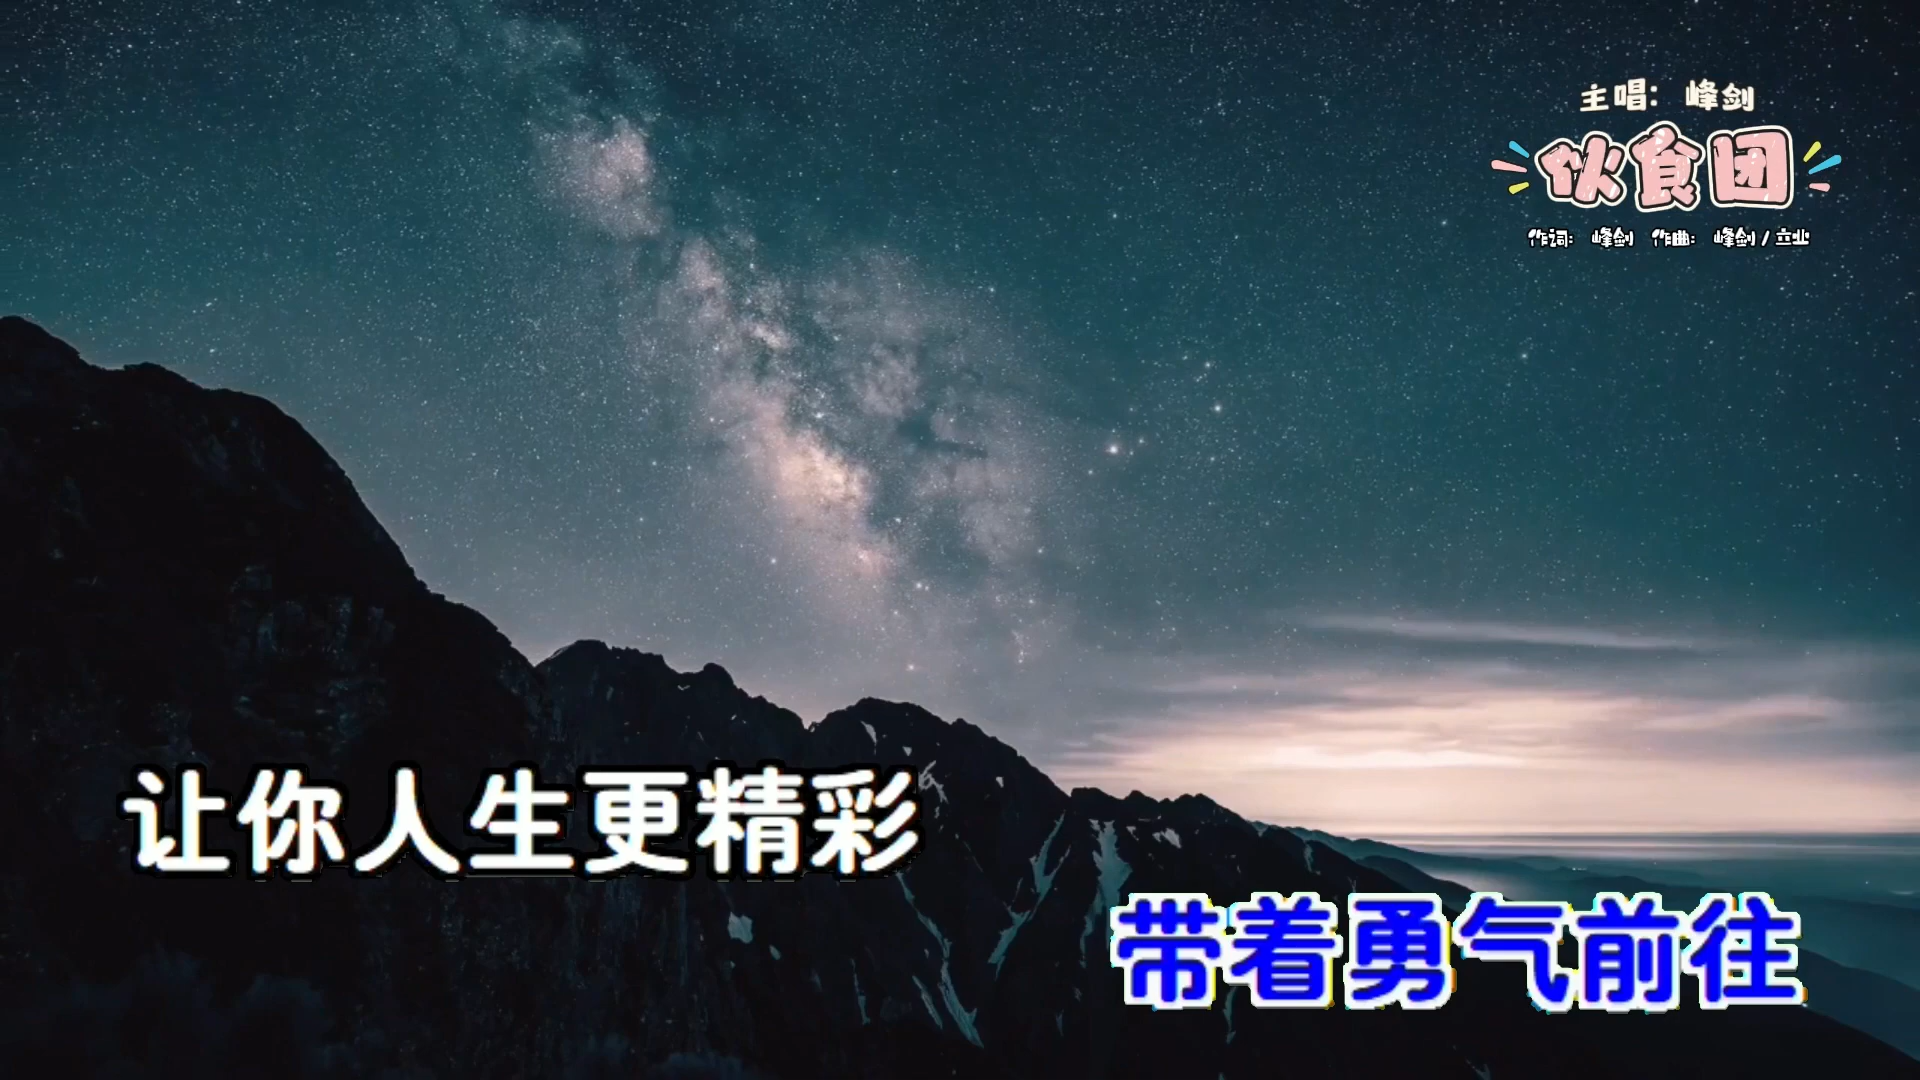 主唱: 峰剑
伙食团
作词: 峰剑 作曲: 峰剑/立业
让你人生更精彩
带着勇气前往